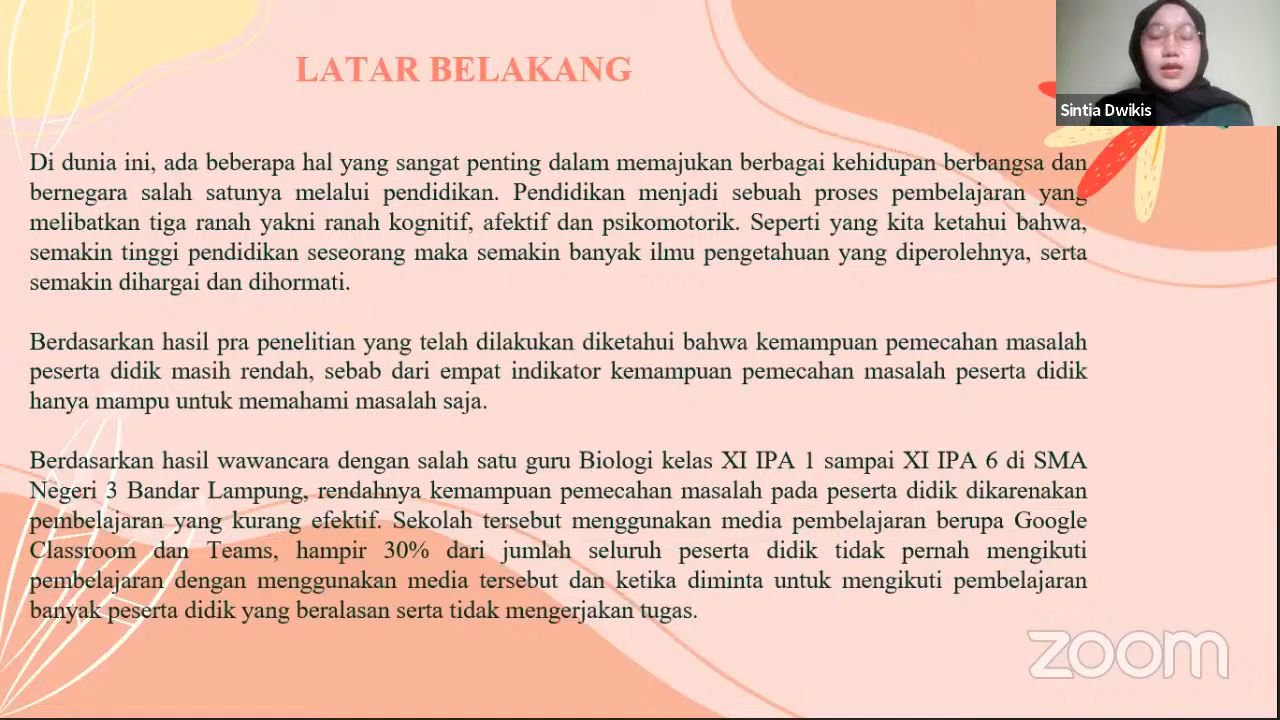 LATAR BELAKANG
Sintia Dwikis
Di dunia ini, ada beberapa hal yang sangat penting dalam memajukan berbagai kehidupan berbangsa dan
bernegara salah satunya melalui pendidikan. Pendidikan menjadi sebuah proses pembelajaran yang
melibatkan tiga ranah yakni ranah kognitif, afektif dan psikomotorik. Seperti yang kita ketahui bahwa,
semakin tinggi pendidikan seseorang maka semakin banyak ilmu pengetahuan yang diperolehnya, serta
semakin dihargai dan dihormati.
Berdasarkan hasil pra penelitian yang telah dilakukan diketahui bahwa kemampuan pemecahan masalah
peserta didik masih rendah, sebab dari empat indikator kemampuan pemecahan masalah peserta didik
hanya mampu untuk memahami masalah saja.
Berdasarkan hasil wawancara dengan salah satu guru Biologi kelas XI IPA 1 sampai XI IPA 6 di SMA
Negeri 3 Bandar Lampung, rendahnya kemampuan pemecahan masalah pada peserta didik dikarenakan
pembelajaran yang kurang efektif. Sekolah tersebut menggunakan media pembelajaran berupa Google
Classroom dan Teams, hampir 30% dari jumlah seluruh peserta didik tidak pernah mengikuti
pembelajaran dengan menggunakan media tersebut dan ketika diminta untuk mengikuti pembelajaran
banyak peserta didik yang beralasan serta tidak mengerjakan tugas.
zoom